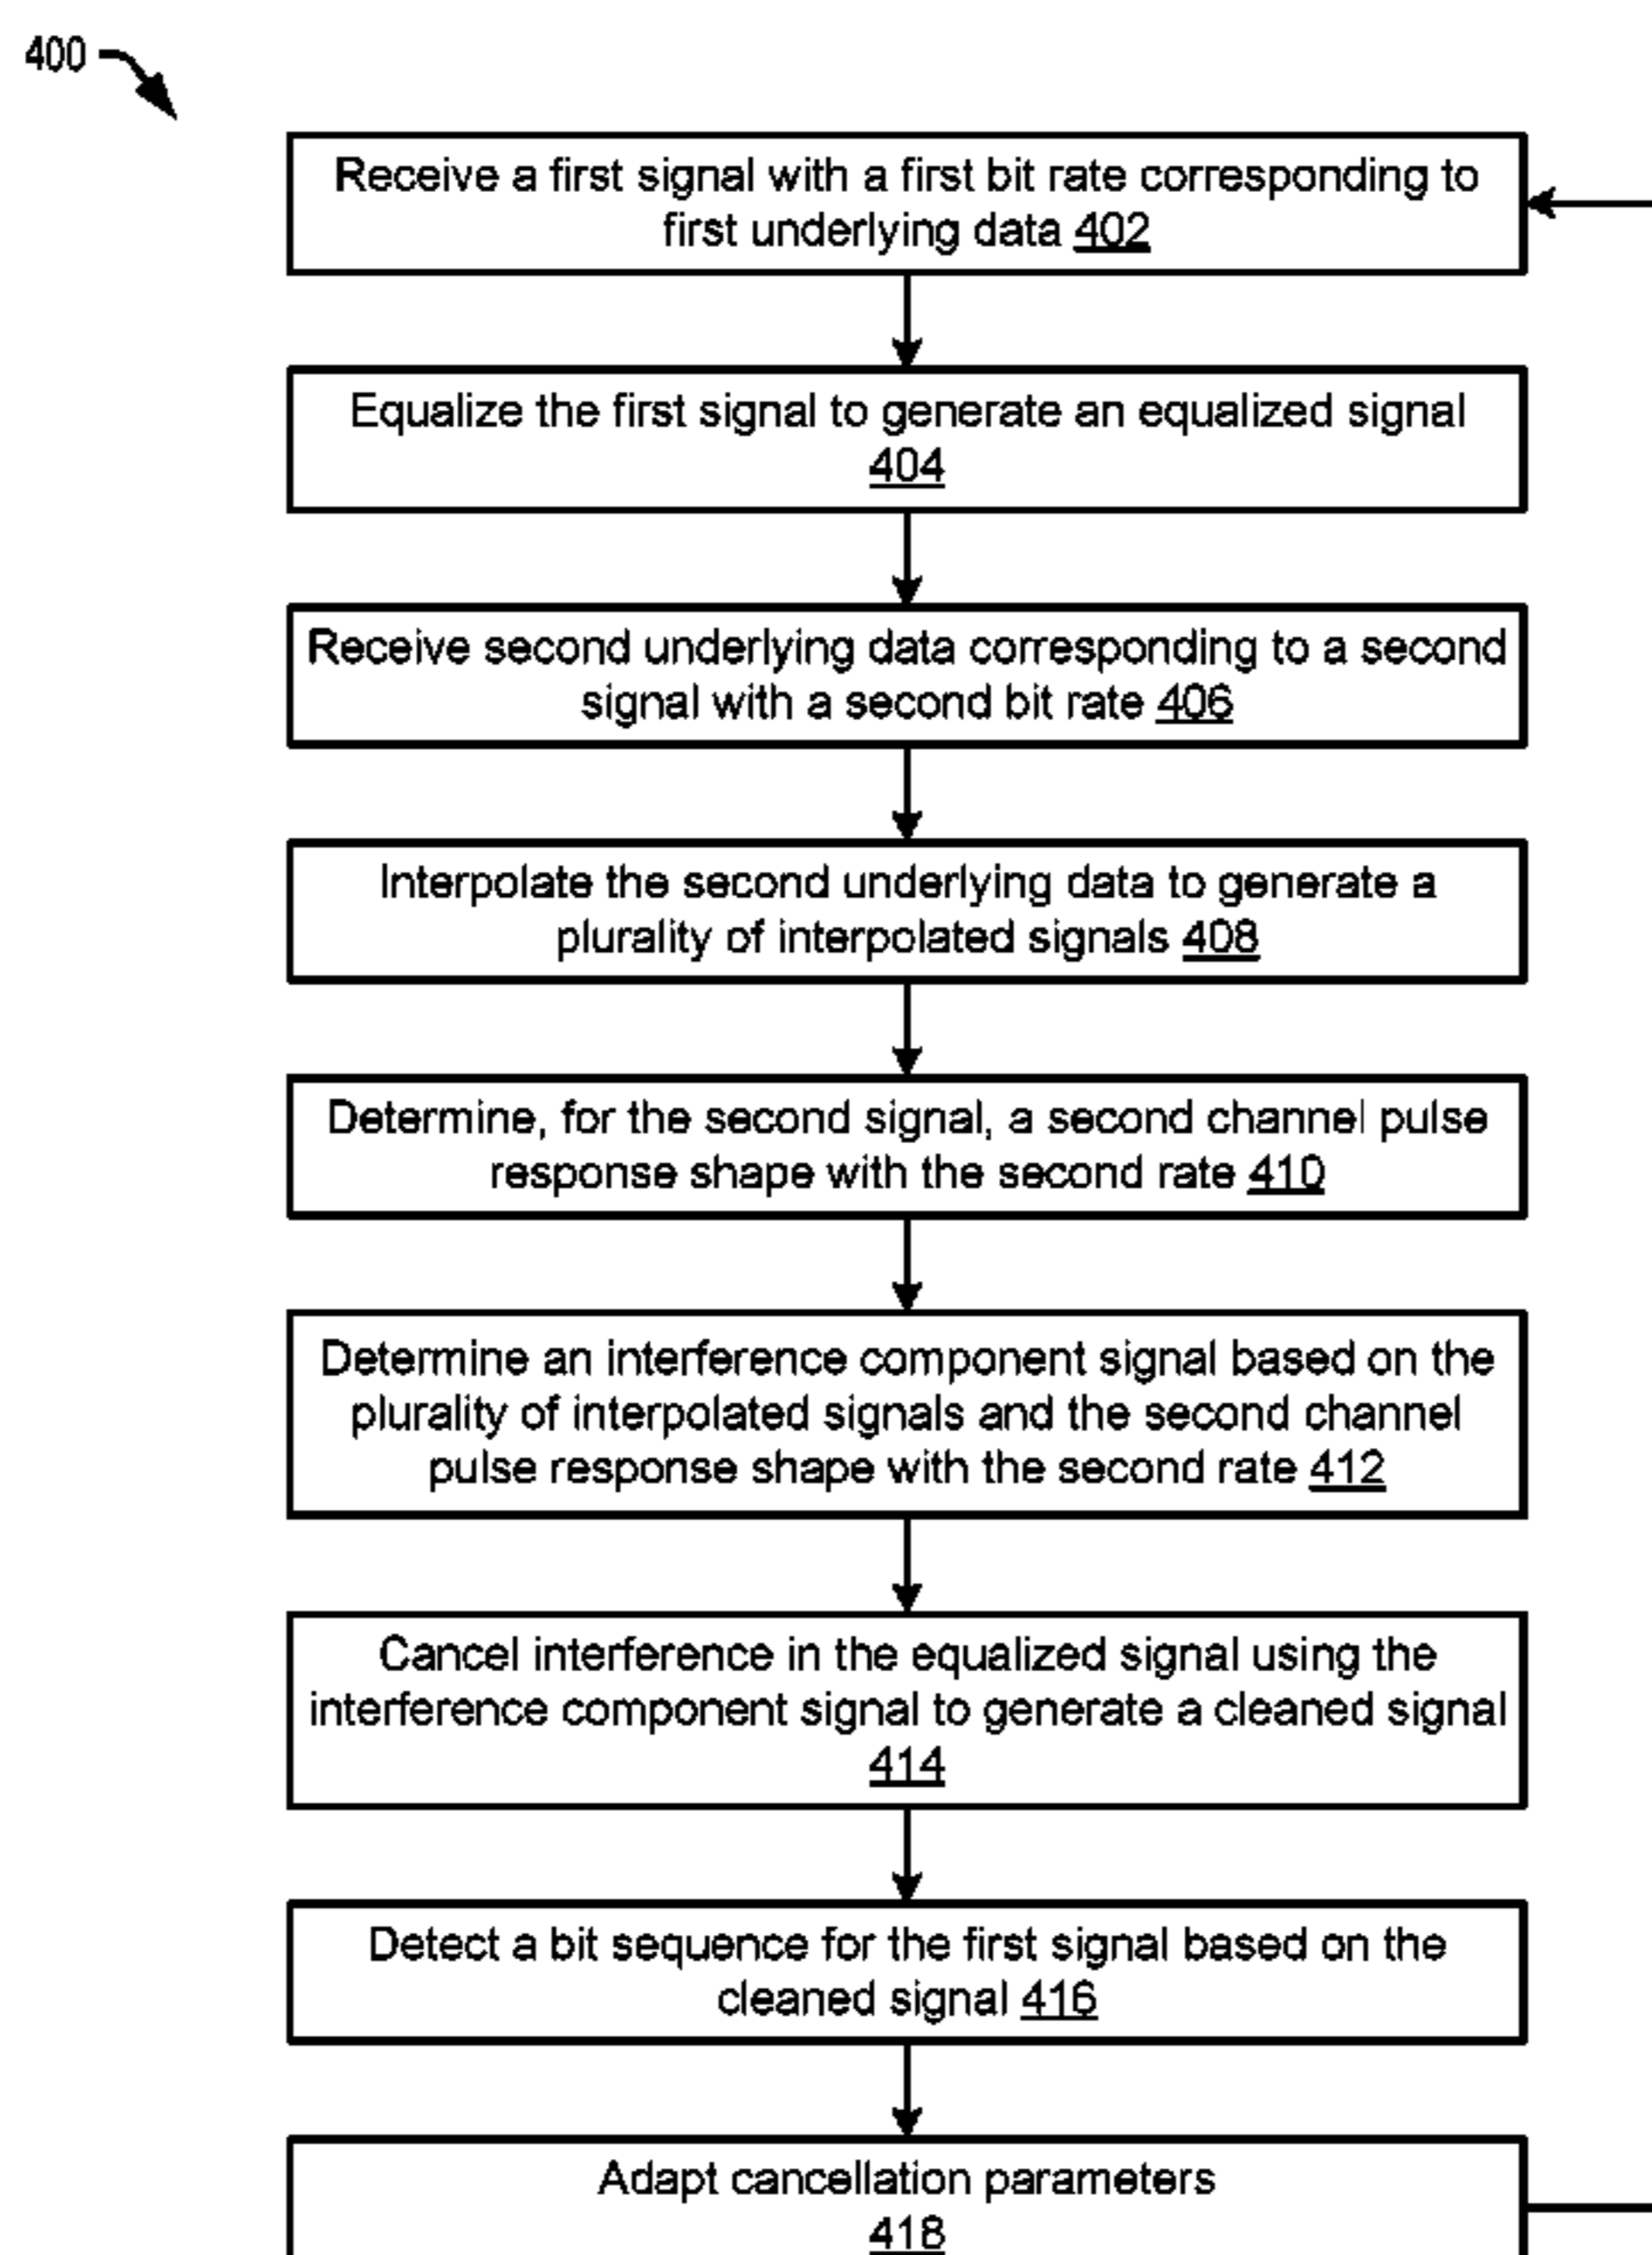 400
Receive a first signal with a first bit rate corresponding to
first underlying data 402
Equalize the first signal to generate an equalized signal
404
Receive second underlying data corresponding to a second
signal with a second bit rate 406
Interpolate the second underlying data to generate a
plurality of interpolated signals 408
Determine, for the second signal, a second channel pulse
response shape with the second rate 410
Determine an interference component signal based on the
plurality of interpolated signals and the second channel
pulse response shape with the second rate 412
Cancel interference in the equalized signal using the
interference component signal to generate a cleaned signal
414
Detect a bit sequence for the first signal based on the
cleaned signal 416
Adapt cancellation parameters
418